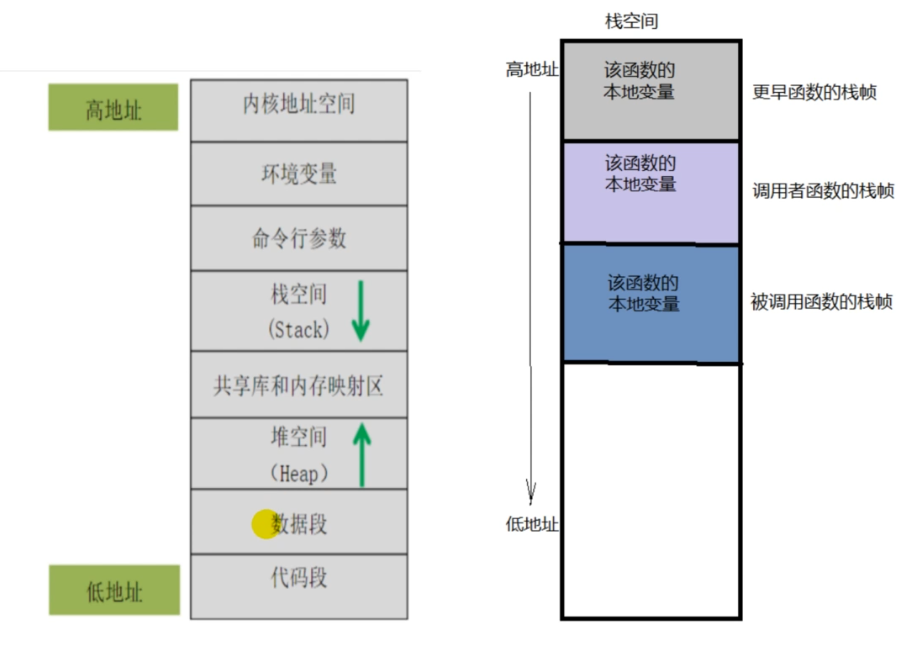 高地址
内核地址空间
环境变量
命令行参数
栈空间
(Stack)
共享库和内存映射区
堆空间
(Heap)
数据段
代码段
低地址
栈空间
高地址
该函数的
本地变量
更早函数的栈帧
该函数的
本地变量
调用者函数的栈帧
该函数的
本地变量
被调用函数的栈帧
低地址